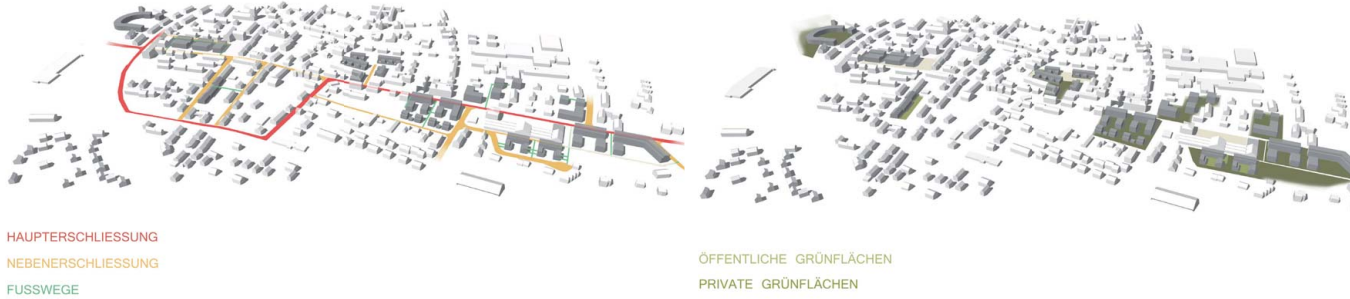 HAUPTERSCHLIESSUNG
NEBENERSCHLIESSUNG
FUSSWEGE
ÖFFENTLICHE GRÜNFLÄCHEN
PRIVATE GRÜNFLÄCHEN